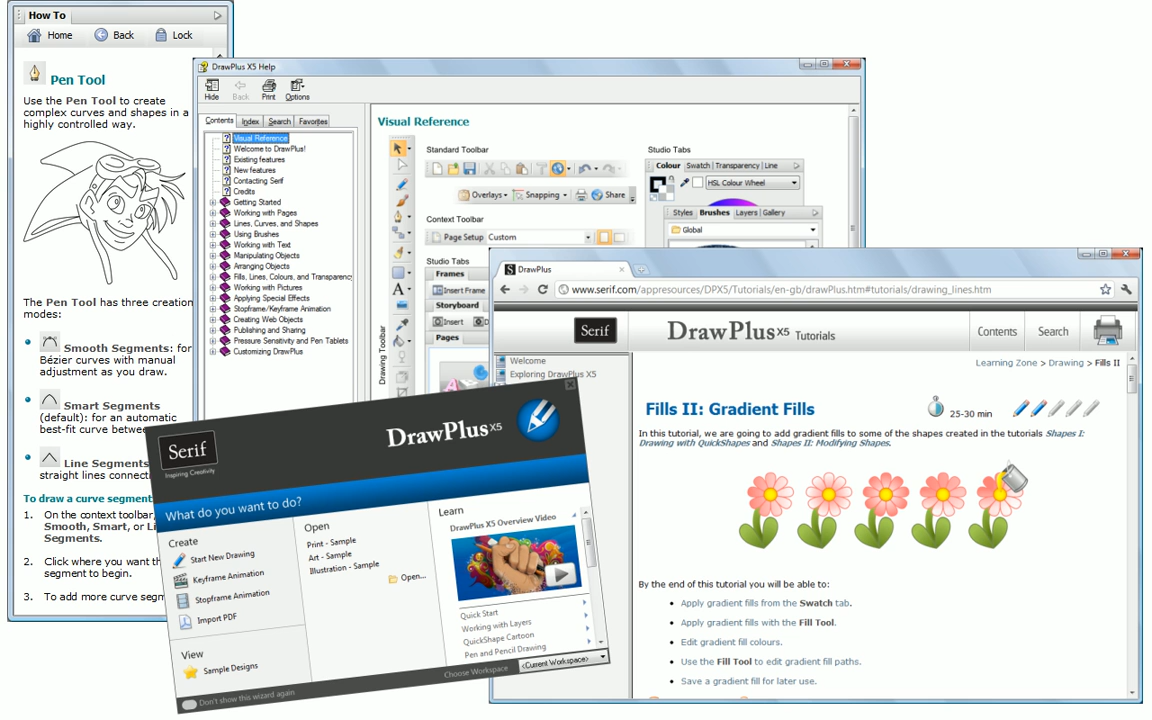 How To
Home
Back
Lock
Pen Tool
Use the Pen Tool to create
complex curves and shapes in a
highly controlled way.
The Pen Tool has three creation
modes:
Smooth Segments: for
Bézier curves with manual
adjustment as you draw.
Smart Segments
(default): for an automatic
best-fit curve betwee
Line Segments
straight lines connecti
To draw a curve segment
1. On the context toolbar,
Smooth, Smart, or Li
Segments.
2. Click where you want th
segment to begin.
3. To add more curve segm
DrawPlus X5 Help
Hide
Back
Print
Options
Contents
Index
Search
Favorites
Visual Reference
Welcome to DrawPlus!
Existing features
New features
Contacting Serif
Credits
Getting Started
Working with Pages
Lines, Curves, and Shapes
Using Brushes
Working with Text
Manipulating Objects
Arranging Objects
Fills, Lines, Colours, and Transparency
Working with Pictures
Applying Special Effects
Stopframe/Keyframe Animation
Creating Web Objects
Publishing and Sharing
Pressure Sensitivity and Pen Tablets
Customizing DrawPlus
Visual Reference
Standard Toolbar
Overlays
Snapping
Share
Context Toolbar
Page Setup
Custom
Studio Tabs
Frames
Insert Frame
Storyboard
Insert
D
Pages
Drawing Toolbar
A
Studio Tabs
Colour
Swatch
Transparency
Line
HSL Colour Wheel
Styles
Brushes
Layers
Gallery
Global
DrawPlus
www.serif.com/appresources/DPX5/Tutorials/en-gb/drawPlus.htm#tutorials/drawing_lines.htm
Serif
DrawPlus X5 Tutorials
Contents
Search
Welcome
Exploring DrawPlus X5
Learning Zone > Drawing > Fills II
Fills II: Gradient Fills
25-30 min
In this tutorial, we are going to add gradient fills to some of the shapes created in the tutorials Shapes I:
Drawing with QuickShapes and Shapes II: Modifying Shapes.
By the end of this tutorial you will be able to:
• Apply gradient fills from the Swatch tab.
• Apply gradient fills with the Fill Tool.
• Edit gradient fill colours.
• Use the Fill Tool to edit gradient fill paths.
• Save a gradient fill for later use.
Serif
Inspiring Creativity
DrawPlus X5
What do you want to do?
Create
Start New Drawing
Keyframe Animation
Stopframe Animation
Import PDF
View
Sample Designs
Open
Print - Sample
Art - Sample
Illustration - Sample
Open...
Learn
DrawPlus X5 Overview Video
Quick Start
Working with Layers
QuickShape Cartoon
Pen and Pencil Drawing
Don't show this wizard again
Choose Workspace
<Current Workspace>